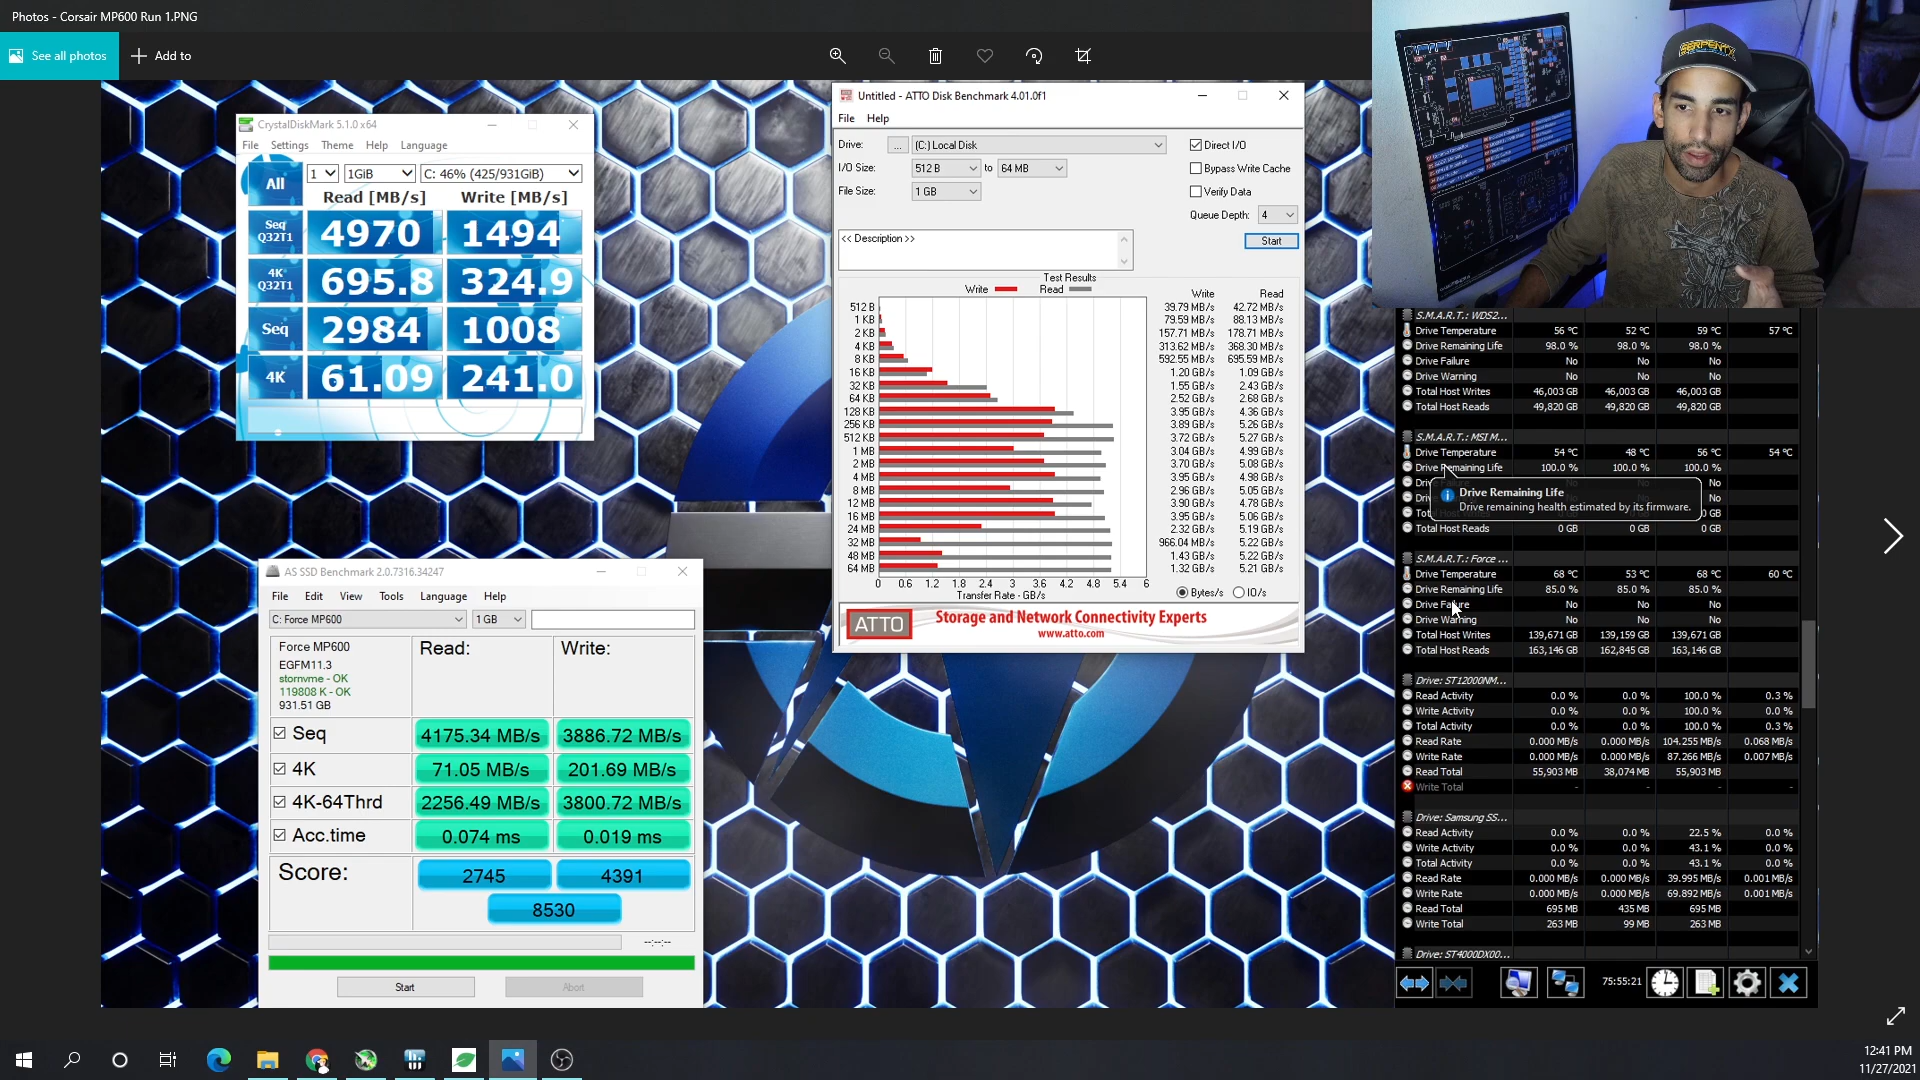 Photos - Corsair MP600 Run 1.PNG
See all photos
Add to
CrystalDiskMark 5.1.0 x64
File Settings Theme Help Language
All 1 1GiB C: 46% (425/931GiB)
Read [MB/s] Write [MB/s]
Seq Q32T1 4970 1494
4K Q32T1 695.8 324.9
Seq 2984 1008
4K 61.09 241.0
Untitled - ATTO Disk Benchmark 4.01.0f1
File Help
Drive: ... (C:) Local Disk
I/O Size: 512 B to 64 MB
File Size: 1 GB
Direct I/O
Bypass Write Cache
Verify Data
Queue Depth: 4
<< Description >>
Start
Test Results
Write Read
Write Read
512 B 39.79 MB/s 42.72 MB/s
1 KB 79.59 MB/s 88.13 MB/s
2 KB 157.71 MB/s 178.71 MB/s
4 KB 313.62 MB/s 368.30 MB/s
8 KB 592.55 MB/s 695.59 MB/s
16 KB 1.20 GB/s 1.09 GB/s
32 KB 1.55 GB/s 2.43 GB/s
64 KB 2.52 GB/s 2.68 GB/s
128 KB 3.95 GB/s 4.36 GB/s
256 KB 3.89 GB/s 5.26 GB/s
512 KB 3.72 GB/s 5.27 GB/s
1 MB 3.04 GB/s 4.99 GB/s
2 MB 3.70 GB/s 5.08 GB/s
4 MB 3.95 GB/s 4.98 GB/s
8 MB 2.96 GB/s 5.05 GB/s
12 MB 3.90 GB/s 4.78 GB/s
16 MB 3.95 GB/s 5.06 GB/s
24 MB 2.32 GB/s 5.19 GB/s
32 MB 966.04 MB/s 5.22 GB/s
48 MB 1.43 GB/s 5.22 GB/s
64 MB 1.32 GB/s 5.21 GB/s
0 0.6 1.2 1.8 2.4 3 3.6 4.2 4.8 5.4 6
Transfer Rate - GB/s
Bytes/s IO/s
ATTO
Storage and Network Connectivity Experts
www.atto.com
AS SSD Benchmark 2.0.7316.34247
File Edit View Tools Language Help
C: Force MP600 1 GB
Force MP600
EGFM11.3
stornvme - OK
119808 K - OK
931.51 GB
Read: Write:
Seq 4175.34 MB/s 3886.72 MB/s
4K 71.05 MB/s 201.69 MB/s
4K-64Thrd 2256.49 MB/s 3800.72 MB/s
Acc.time 0.074 ms 0.019 ms
Score: 2745 4391
8530
--:--:--
Start Abort
SERPENTX
S.M.A.R.T.: WDS2...
Drive Temperature 56 °C 52 °C 59 °C 57 °C
Drive Remaining Life 98.0 % 98.0 % 98.0 %
Drive Failure No No No
Drive Warning No No No
Total Host Writes 46,003 GB 46,003 GB 46,003 GB
Total Host Reads 49,820 GB 49,820 GB 49,820 GB
S.M.A.R.T.: MSI M...
Drive Temperature 54 °C 48 °C 56 °C 54 °C
Drive Remaining Life 100.0 % 100.0 % 100.0 %
Drive Remaining Life
Drive remaining health estimated by its firmware.
Total Host Reads 0 GB 0 GB 0 GB
S.M.A.R.T.: Force ...
Drive Temperature 68 °C 53 °C 68 °C 60 °C
Drive Remaining Life 85.0 % 85.0 % 85.0 %
Drive Failure No No No
Drive Warning No No No
Total Host Writes 139,671 GB 139,159 GB 139,671 GB
Total Host Reads 163,146 GB 162,845 GB 163,146 GB
Drive: ST12000NM...
Read Activity 0.0 % 0.0 % 100.0 % 0.3 %
Write Activity 0.0 % 0.0 % 100.0 % 0.0 %
Total Activity 0.0 % 0.0 % 100.0 % 0.3 %
Read Rate 0.000 MB/s 0.000 MB/s 104.255 MB/s 0.068 MB/s
Write Rate 0.000 MB/s 0.000 MB/s 87.266 MB/s 0.007 MB/s
Read Total 55,903 MB 38,074 MB 55,903 MB
Write Total - - - -
Drive: Samsung SS...
Read Activity 0.0 % 0.0 % 22.5 % 0.0 %
Write Activity 0.0 % 0.0 % 43.1 % 0.0 %
Total Activity 0.0 % 0.0 % 43.1 % 0.0 %
Read Rate 0.000 MB/s 0.000 MB/s 39.995 MB/s 0.001 MB/s
Write Rate 0.000 MB/s 0.000 MB/s 69.892 MB/s 0.001 MB/s
Read Total 695 MB 435 MB 695 MB
Write Total 263 MB 99 MB 263 MB
Drive: ST4000DX00...
75:55:21
12:41 PM
11/27/2021